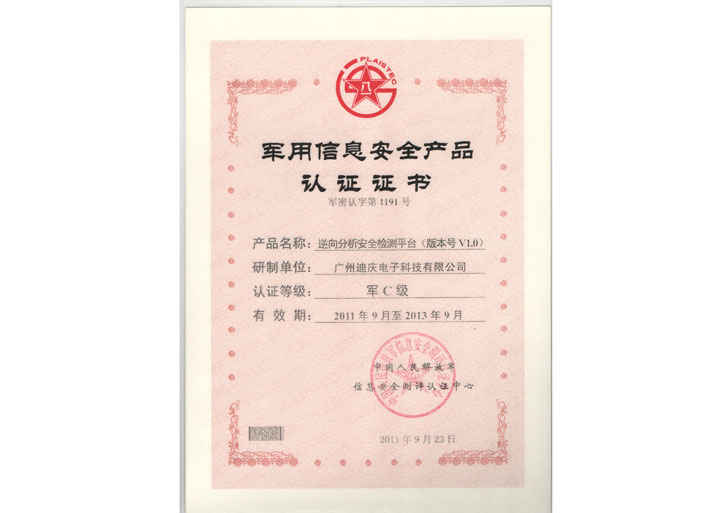 PLAISTEC
八一
军用信息安全产品
认证证书
军密认字第1191号
产品名称：逆向分析安全检测平台（版本号V1.0）
研制单位：广州迪庆电子科技有限公司
认证等级：军C级
有效期：2011年9月至2013年9月
中国人民解放军
信息安全测评认证中心
2011年9月23日